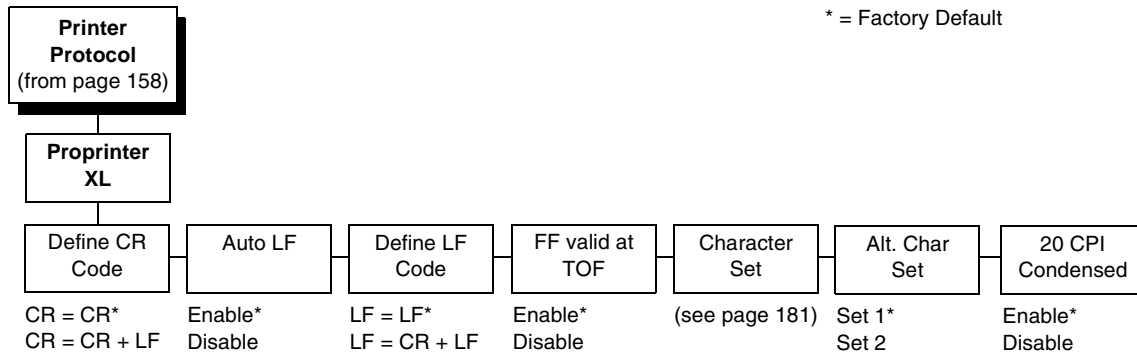 * = Factory Default
Printer
Protocol
(from page 158)
Proprinter
XL
Define CR
Code
Auto LF
Define LF
Code
FF valid at
TOF
Character
Set
Alt. Char
Set
20 CPI
Condensed
CR = CR*
CR = CR + LF
Enable*
Disable
LF = LF*
LF = CR + LF
Enable*
Disable
(see page 181)
Set 1*
Set 2
Enable*
Disable